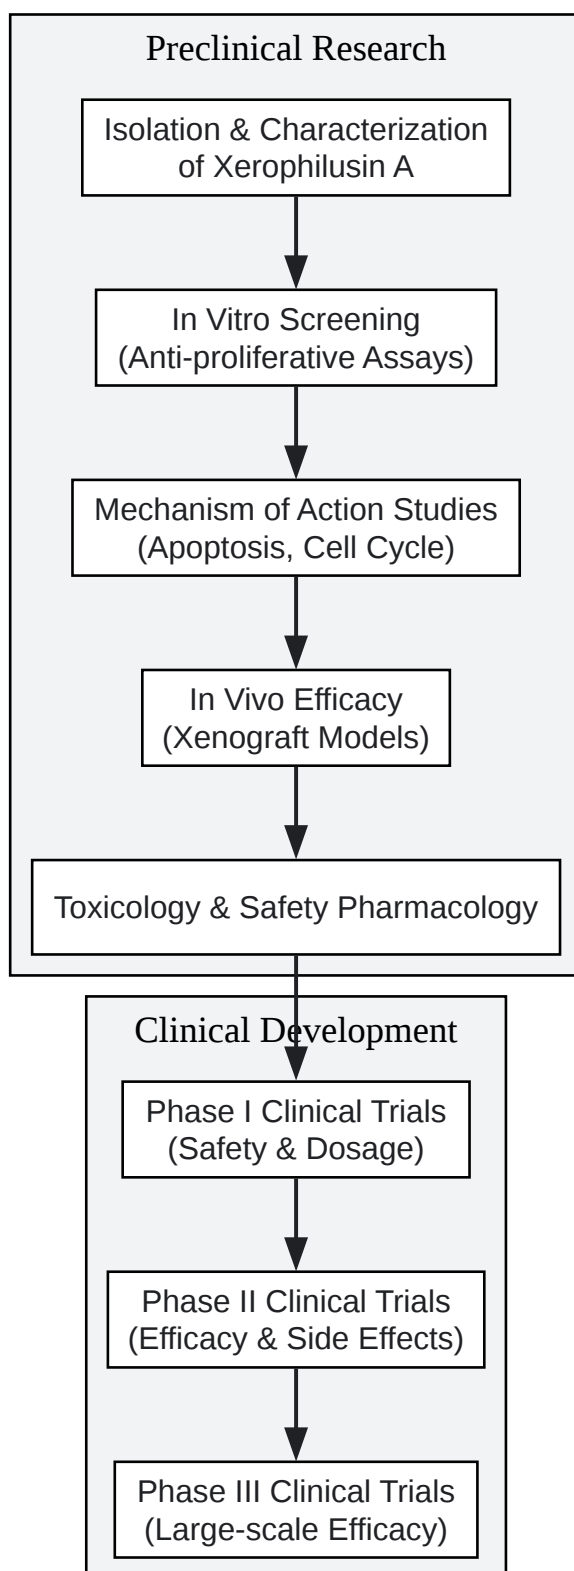 Preclinical Research
Isolation & Characterization
of Xerophilusin A
In Vitro Screening
(Anti-proliferative Assays)
Mechanism of Action Studies
(Apoptosis, Cell Cycle)
In Vivo Efficacy
(Xenograft Models)
Toxicology & Safety Pharmacology
Clinical Development
Phase I Clinical Trials
(Safety & Dosage)
Phase II Clinical Trials
(Efficacy & Side Effects)
Phase III Clinical Trials
(Large-scale Efficacy)